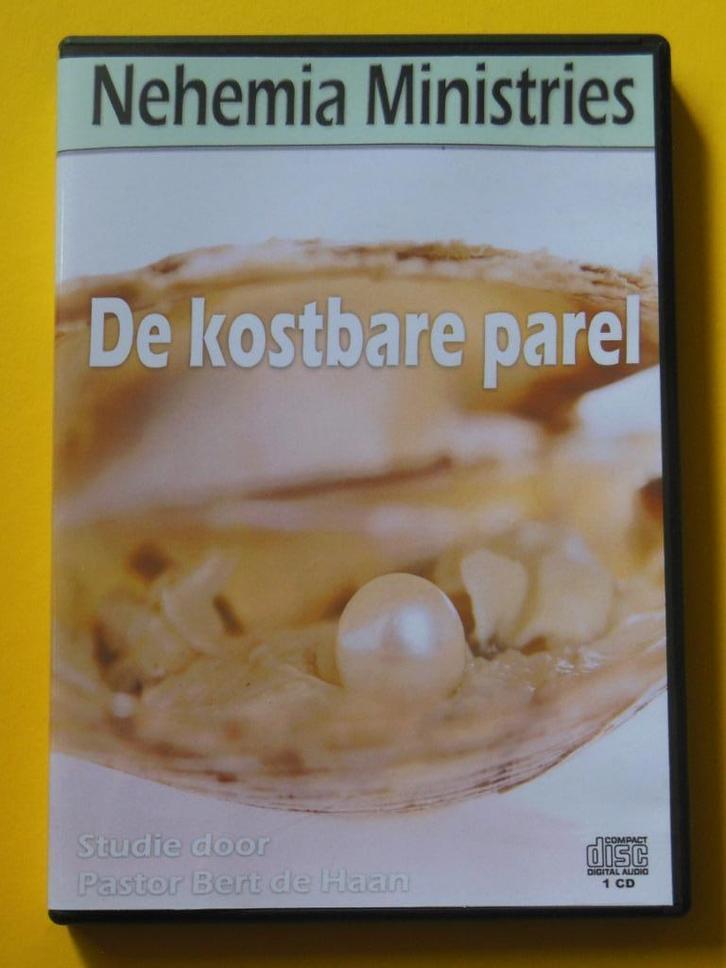 Nehemia Ministries
De kostbare parel
Studie door
Pastor Bert de Haan
COMPACT
disc
DIGITAL AUDIO
1 CD